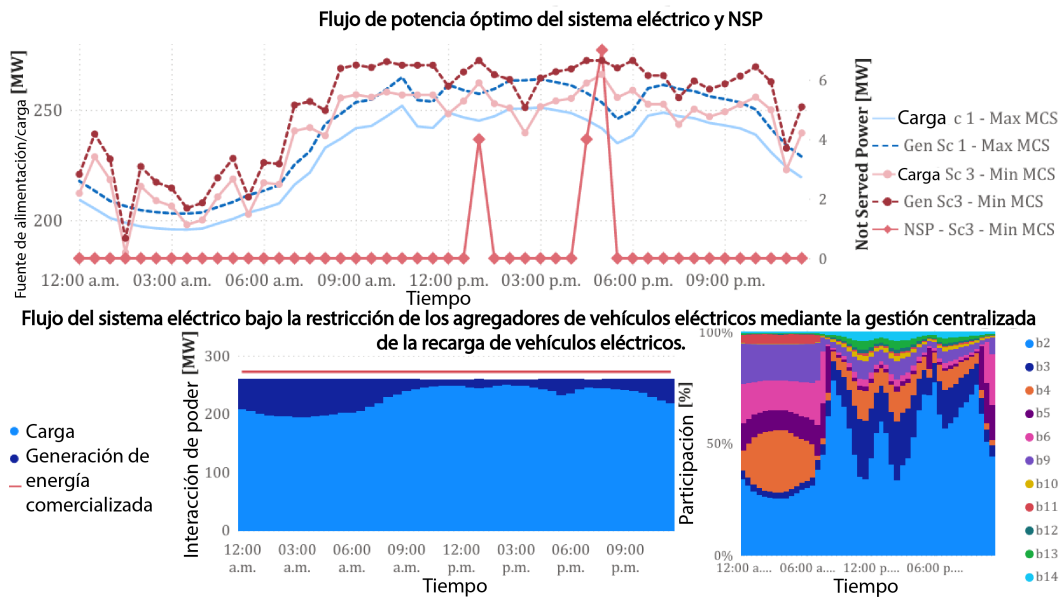 Flujo de potencia óptimo del sistema eléctrico y NSP
Fuente de alimentación/carga [MW]
250
200
12:00 a.m.
03:00 a.m.
06:00 a.m.
09:00 a.m.
12:00 p.m.
03:00 p.m.
06:00 p.m.
09:00 p.m.
Tiempo
6
4
2
0
Not Served Power [MW]
Carga c 1 - Max MCS
Gen Sc 1 - Max MCS
Carga Sc 3 - Min MCS
Gen Sc3 - Min MCS
NSP - Sc3 - Min MCS
Flujo del sistema eléctrico bajo la restricción de los agregadores de vehículos eléctricos mediante la gestión centralizada
de la recarga de vehículos eléctricos.
Carga
Generación de
energía
comercializada
Interacción de poder [MW]
300
200
100
0
12:00 a.m.
03:00 a.m.
06:00 a.m.
09:00 a.m.
12:00 p.m.
03:00 p.m.
06:00 p.m.
09:00 p.m.
Tiempo
Participación [%]
100%
50%
0%
12:00 a....
06:00 a....
12:00 p....
06:00 p....
Tiempo
b2
b3
b4
b5
b6
b9
b10
b11
b12
b13
b14